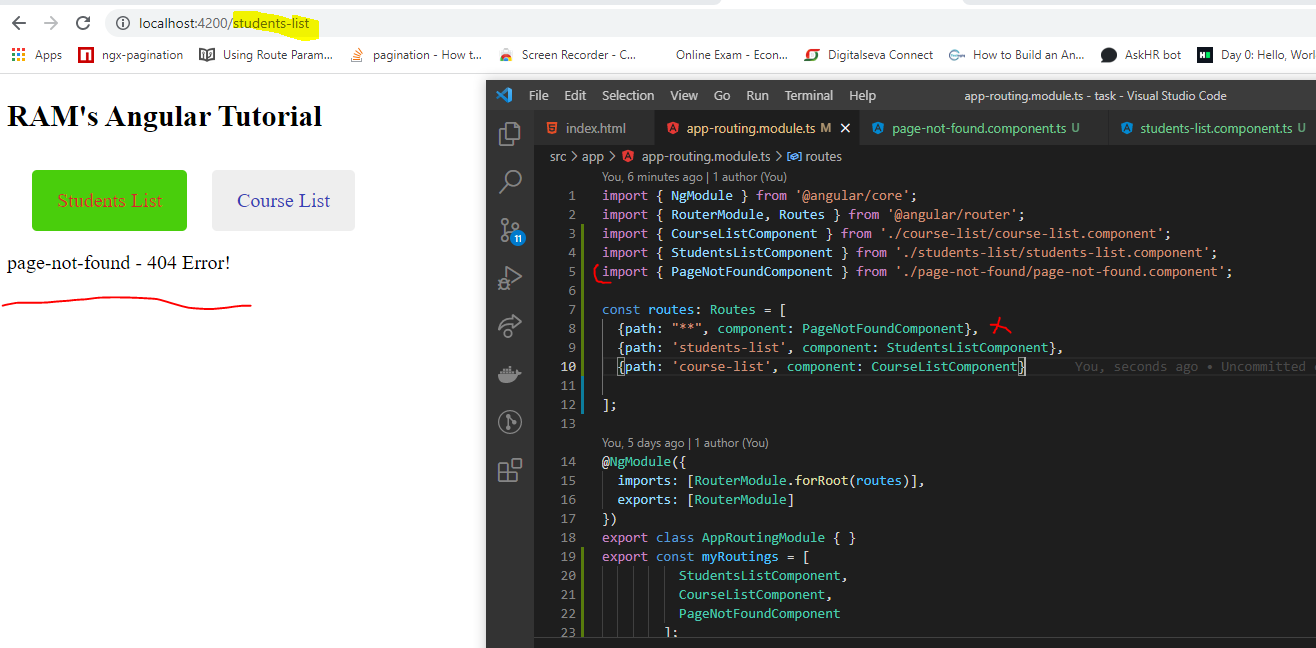 localhost:4200/students-list
Apps ngx-pagination Using Route Param... pagination - How t... Screen Recorder - C... Online Exam - Econ... Digitalseva Connect How to Build an An... AskHR bot Day 0: Hello, Worl
RAM's Angular Tutorial
Students List Course List
page-not-found - 404 Error!
File Edit Selection View Go Run Terminal Help app-routing.module.ts - task - Visual Studio Code
index.html app-routing.module.ts M page-not-found.component.ts U students-list.component.ts U
src > app > app-routing.module.ts > routes
You, 6 minutes ago | 1 author (You)
1 import { NgModule } from '@angular/core';
2 import { RouterModule, Routes } from '@angular/router';
3 import { CourseListComponent } from './course-list/course-list.component';
4 import { StudentsListComponent } from './students-list/students-list.component';
5 import { PageNotFoundComponent } from './page-not-found/page-not-found.component';
6
7 const routes: Routes = [
8 {path: "**", component: PageNotFoundComponent},
9 {path: 'students-list', component: StudentsListComponent},
10 {path: 'course-list', component: CourseListComponent} You, seconds ago • Uncommitted
11
12 ];
13
You, 5 days ago | 1 author (You)
14 @NgModule({
15 imports: [RouterModule.forRoot(routes)],
16 exports: [RouterModule]
17 })
18 export class AppRoutingModule { }
19 export const myRoutings = [
20 StudentsListComponent,
21 CourseListComponent,
22 PageNotFoundComponent
23 ];
11